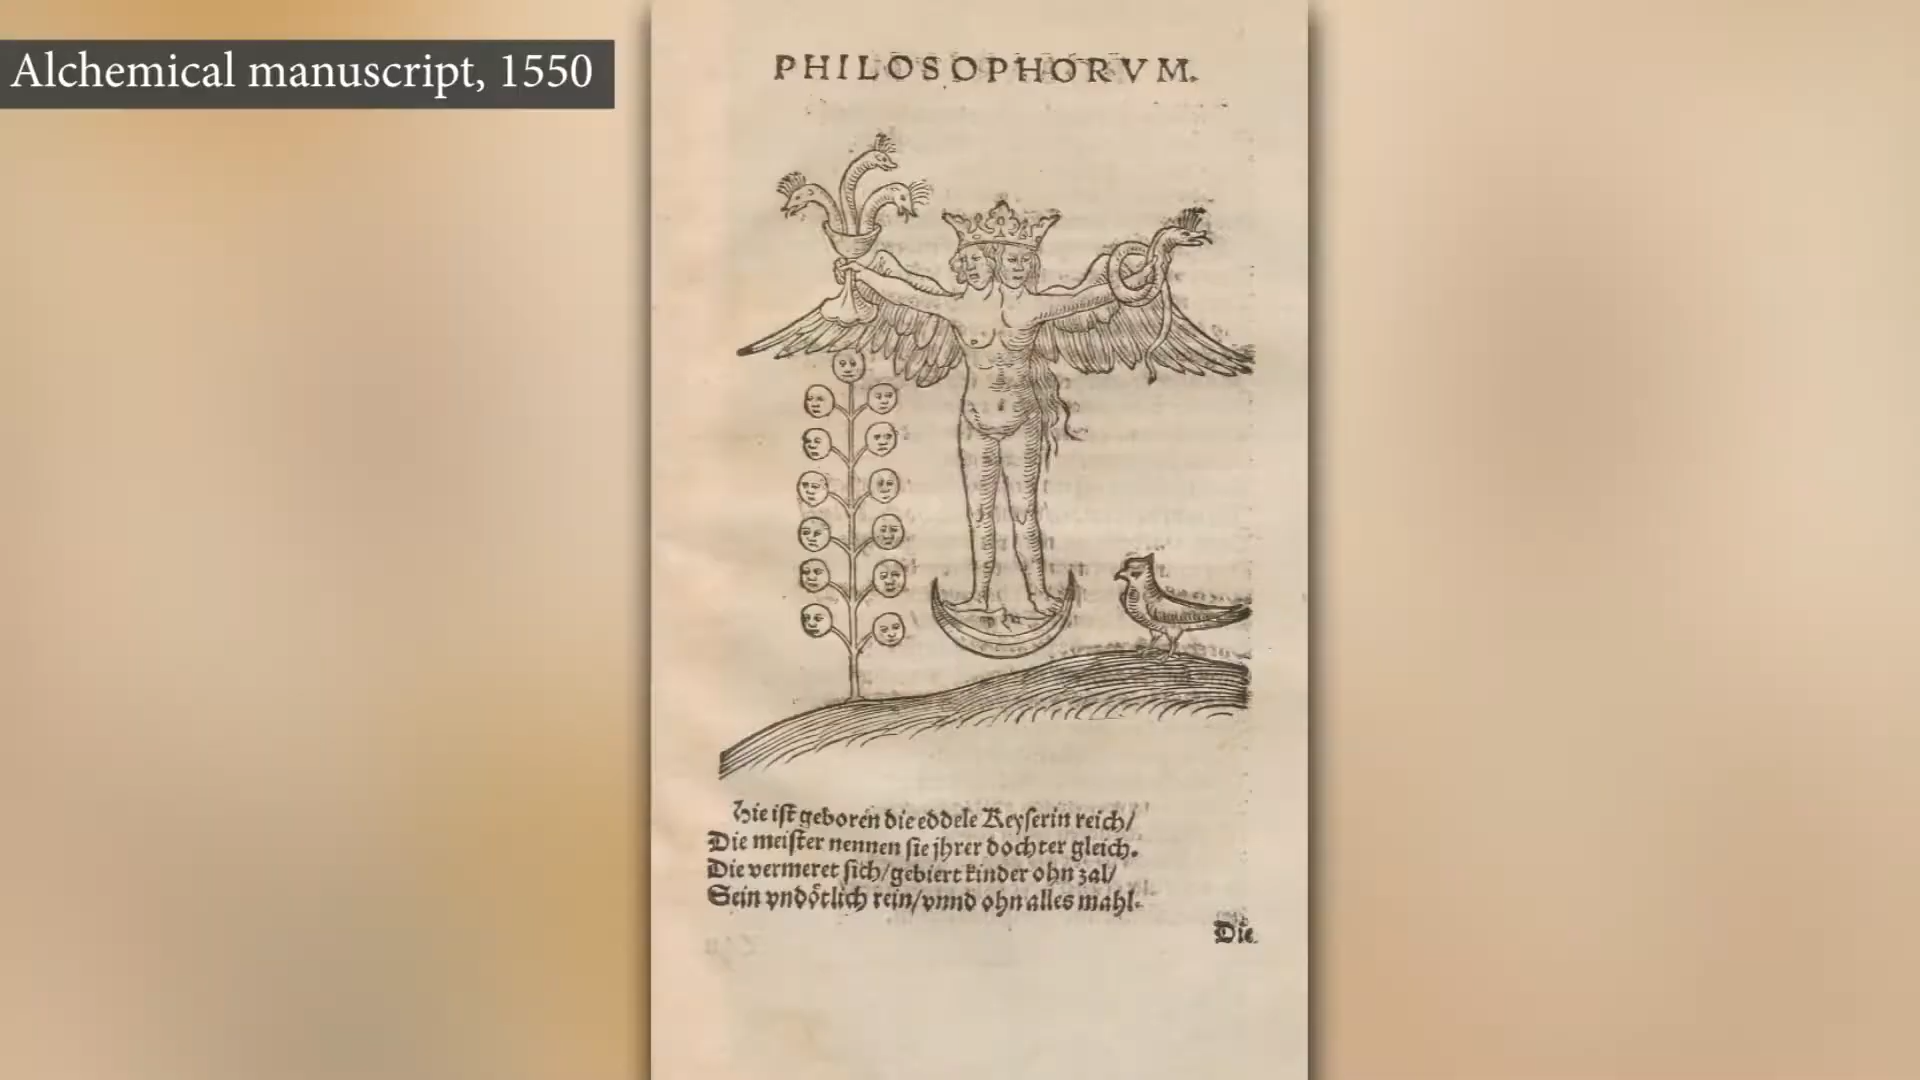 Alchemical manuscript, 1550
PHILOSOPHORVM.
Hie ist geboren die eddele Keyserin reich/
Die meister nennen sie jhrer dochter gleich.
Die vermeret sich/gebiert kinder ohn zal/
Sein vndötlich rein/vnnd ohn alles mahl.
Die